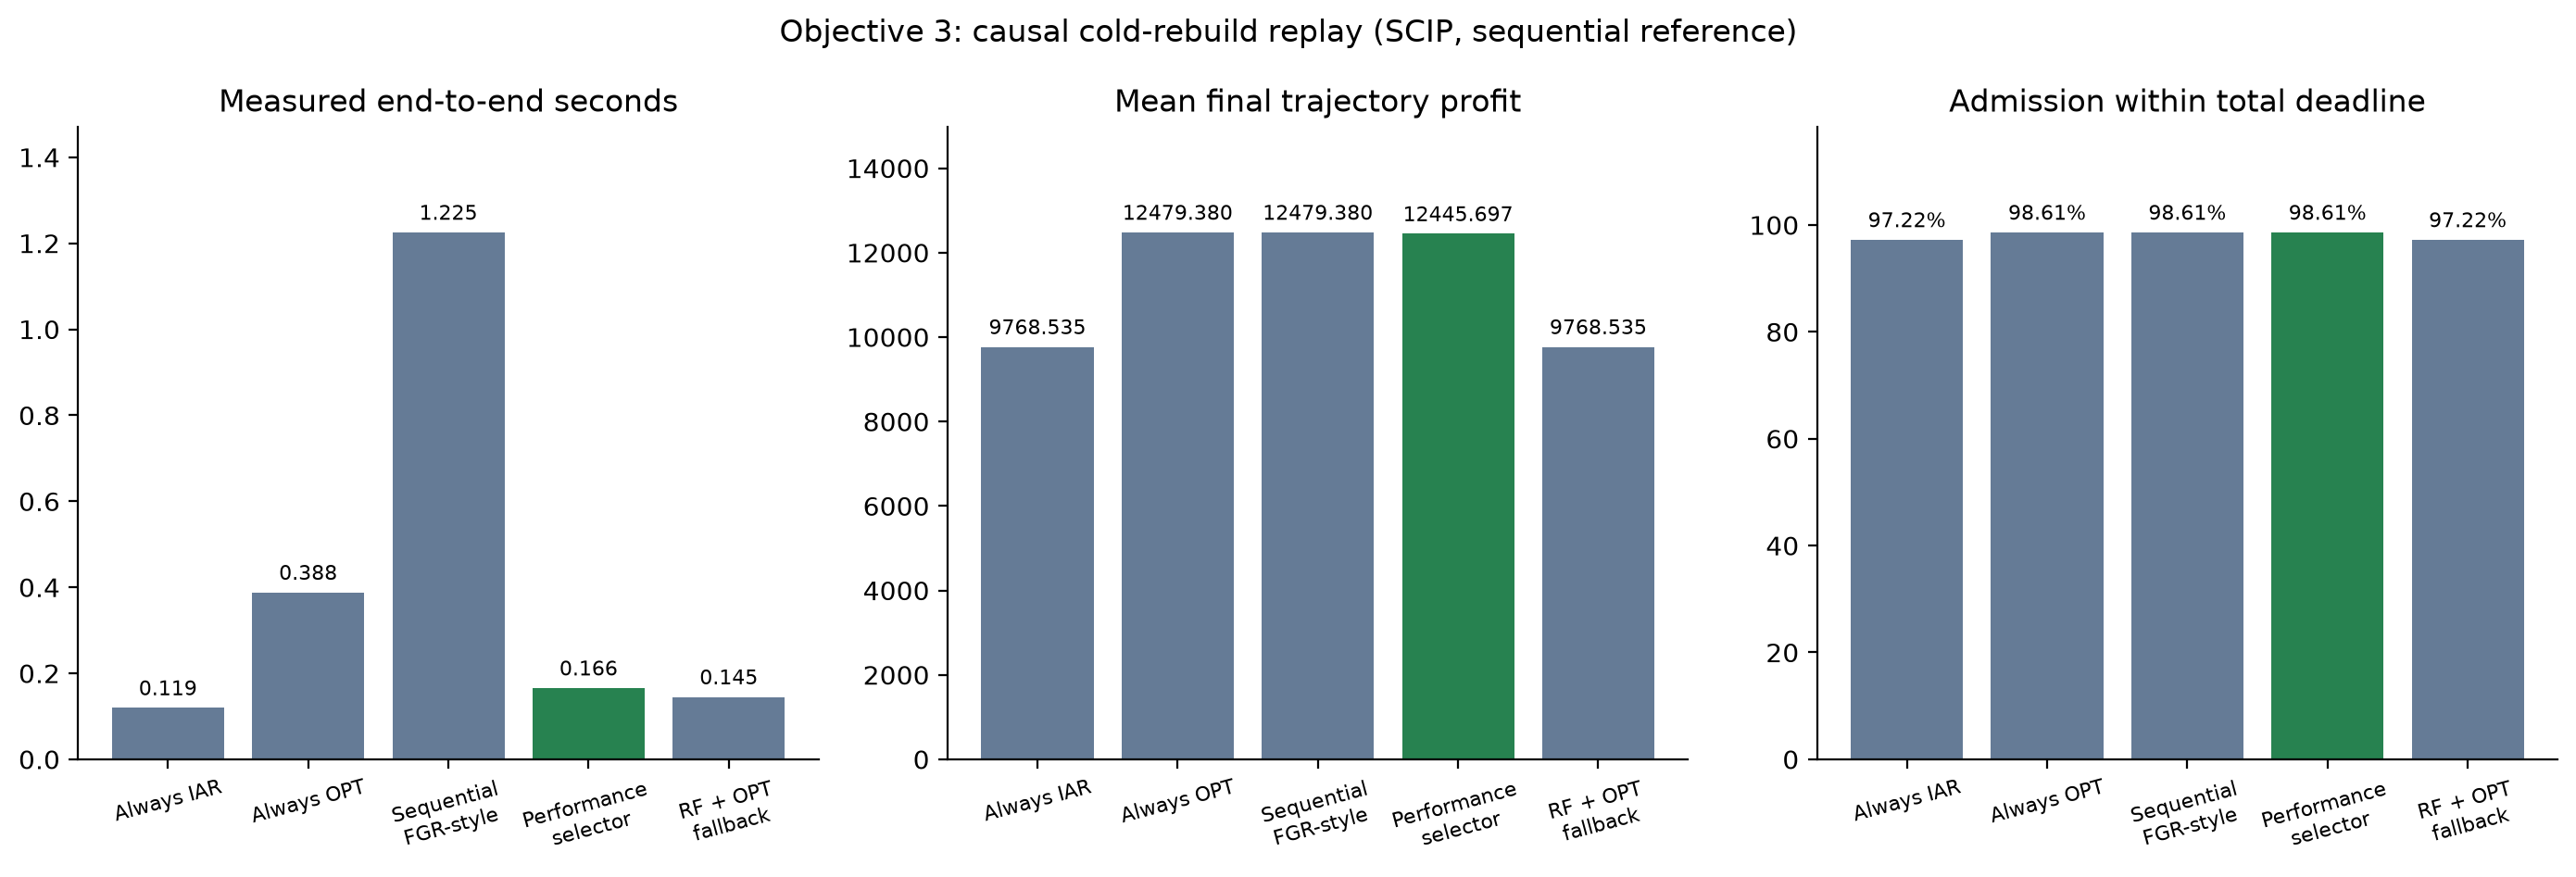 Objective 3: causal cold-rebuild replay (SCIP, sequential reference)
Measured end-to-end seconds
1.4
1.2
1.0
0.8
0.6
0.4
0.2
0.0
0.119
0.388
1.225
0.166
0.145
Always IAR
Always OPT
Sequential
FGR-style
Performance
selector
RF + OPT
fallback
Mean final trajectory profit
14000
12000
10000
8000
6000
4000
2000
0
9768.535
12479.380
12479.380
12445.697
9768.535
Always IAR
Always OPT
Sequential
FGR-style
Performance
selector
RF + OPT
fallback
Admission within total deadline
100
80
60
40
20
0
97.22%
98.61%
98.61%
98.61%
97.22%
Always IAR
Always OPT
Sequential
FGR-style
Performance
selector
RF + OPT
fallback